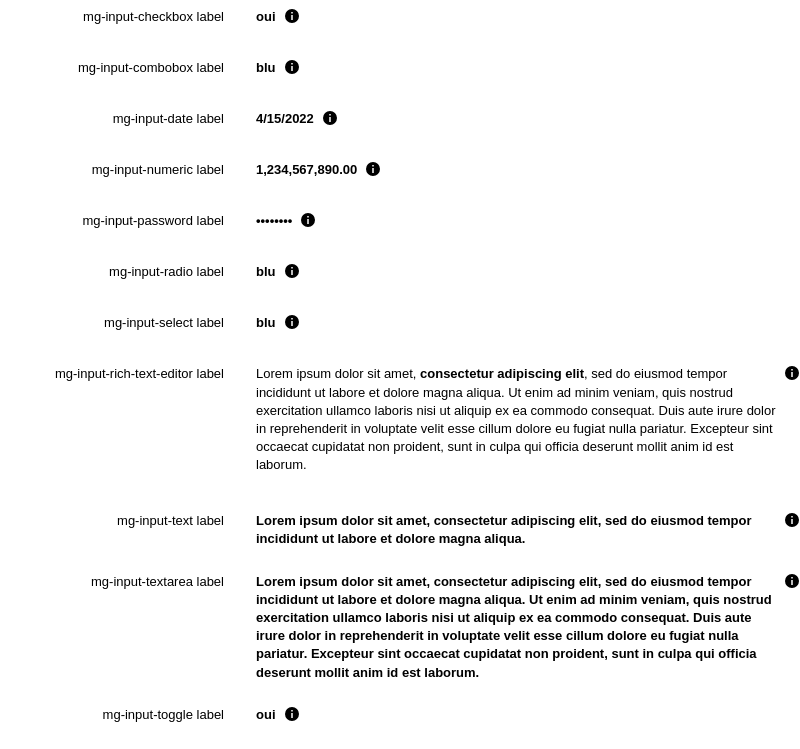 mg-input-checkbox label oui
mg-input-combobox label blu
mg-input-date label 4/15/2022
mg-input-numeric label 1,234,567,890.00
mg-input-password label ••••••••
mg-input-radio label blu
mg-input-select label blu
mg-input-rich-text-editor label Lorem ipsum dolor sit amet, consectetur adipiscing elit, sed do eiusmod tempor
incididunt ut labore et dolore magna aliqua. Ut enim ad minim veniam, quis nostrud
exercitation ullamco laboris nisi ut aliquip ex ea commodo consequat. Duis aute irure dolor
in reprehenderit in voluptate velit esse cillum dolore eu fugiat nulla pariatur. Excepteur sint
occaecat cupidatat non proident, sunt in culpa qui officia deserunt mollit anim id est
laborum.
mg-input-text label Lorem ipsum dolor sit amet, consectetur adipiscing elit, sed do eiusmod tempor
incididunt ut labore et dolore magna aliqua.
mg-input-textarea label Lorem ipsum dolor sit amet, consectetur adipiscing elit, sed do eiusmod tempor
incididunt ut labore et dolore magna aliqua. Ut enim ad minim veniam, quis nostrud
exercitation ullamco laboris nisi ut aliquip ex ea commodo consequat. Duis aute
irure dolor in reprehenderit in voluptate velit esse cillum dolore eu fugiat nulla
pariatur. Excepteur sint occaecat cupidatat non proident, sunt in culpa qui officia
deserunt mollit anim id est laborum.
mg-input-toggle label oui